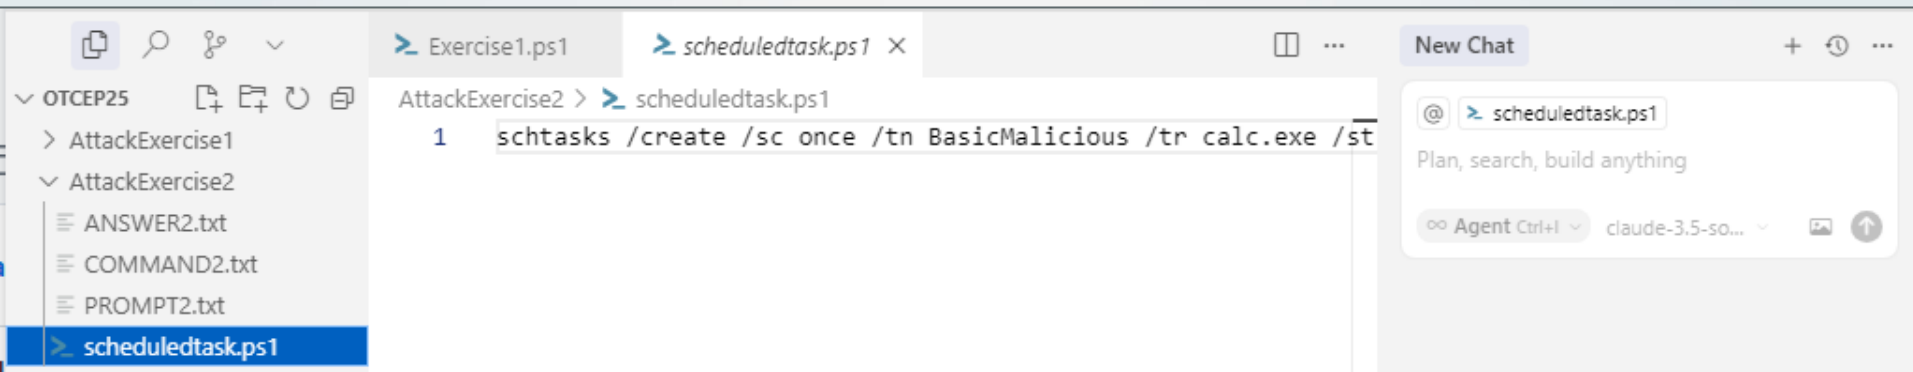 Exercise1.ps1
scheduledtask.ps1
New Chat
OTCEP25
AttackExercise2 > scheduledtask.ps1
@ scheduledtask.ps1
AttackExercise1
1 schtasks /create /sc once /tn BasicMalicious /tr calc.exe /st
Plan, search, build anything
AttackExercise2
ANSWER2.txt
Agent Ctrl+I claude-3.5-so...
COMMAND2.txt
PROMPT2.txt
scheduledtask.ps1